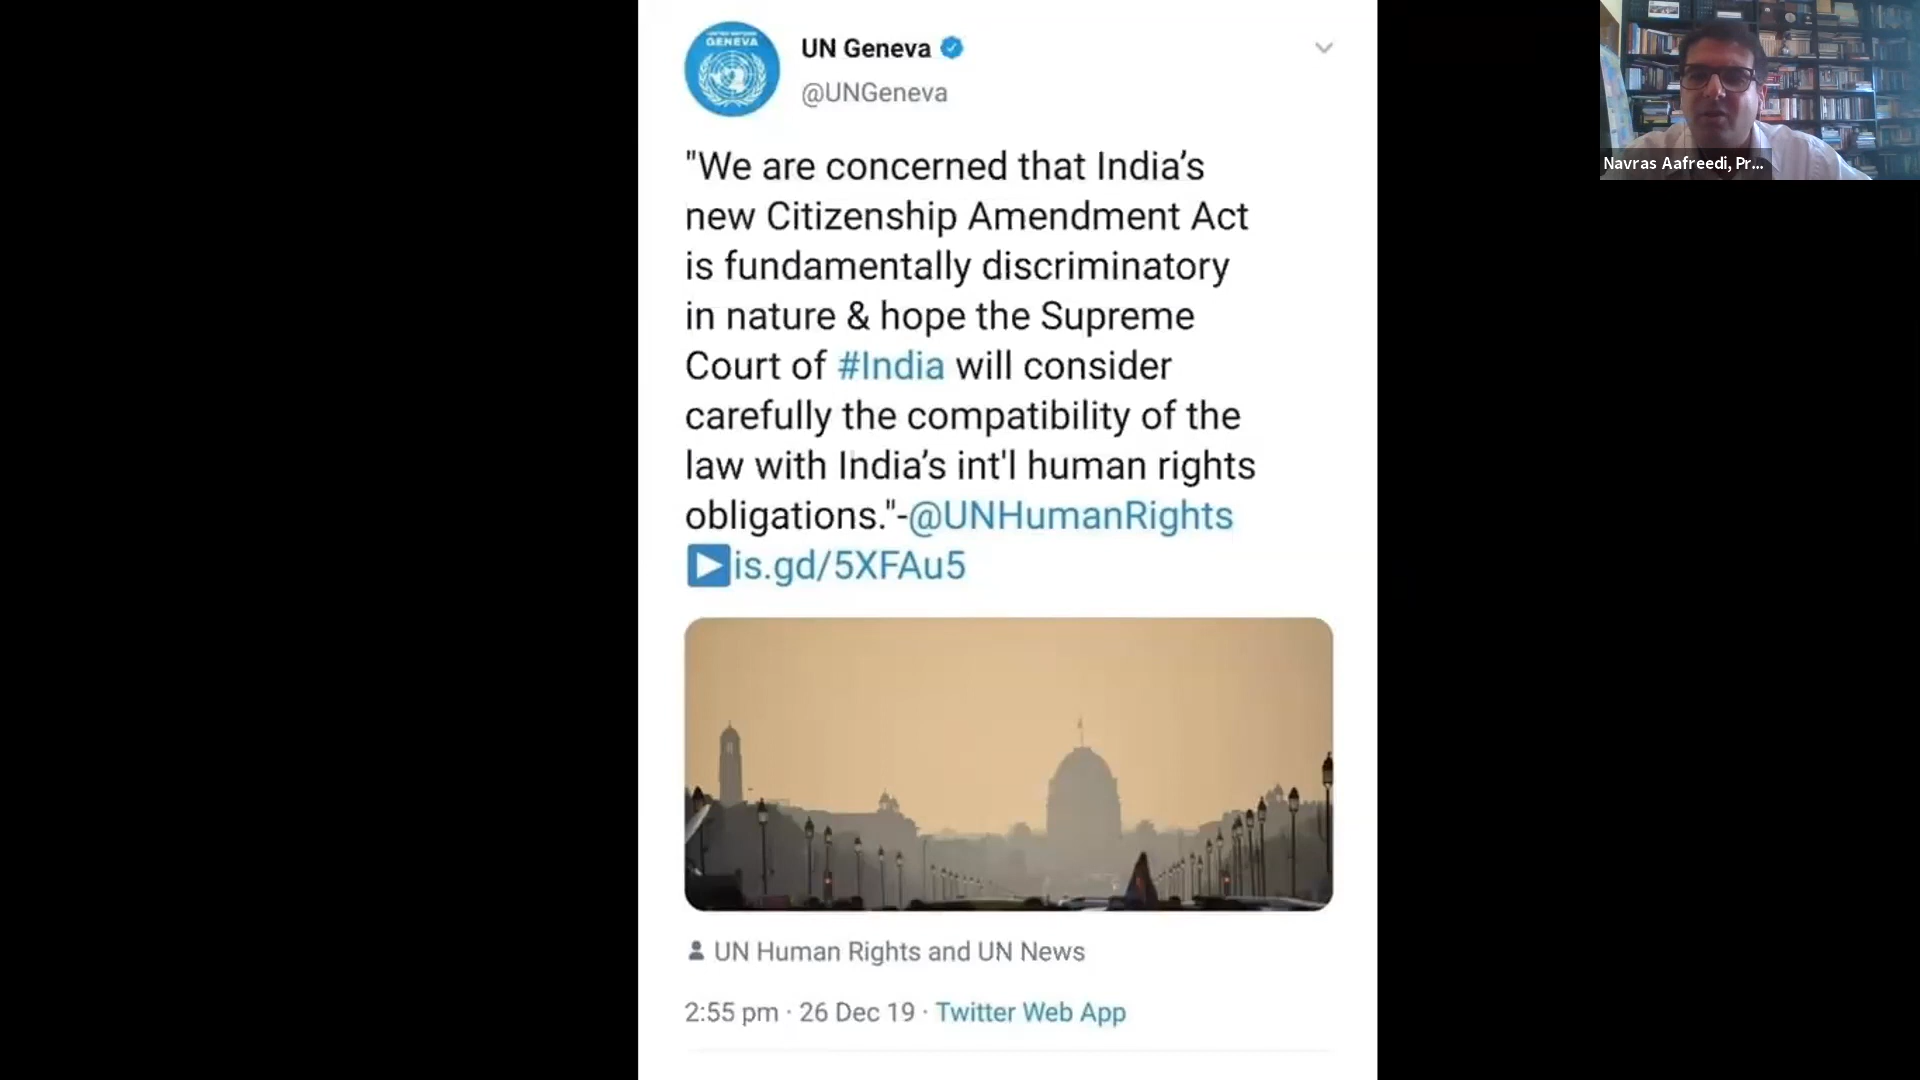 UNITED NATIONS
GENEVA
UN Geneva
@UNGeneva
"We are concerned that India’s
new Citizenship Amendment Act
is fundamentally discriminatory
in nature & hope the Supreme
Court of #India will consider
carefully the compatibility of the
law with India’s int'l human rights
obligations."-@UNHumanRights
is.gd/5XFAu5
UN Human Rights and UN News
2:55 pm · 26 Dec 19 · Twitter Web App
Navras Aafreedi, Pr...